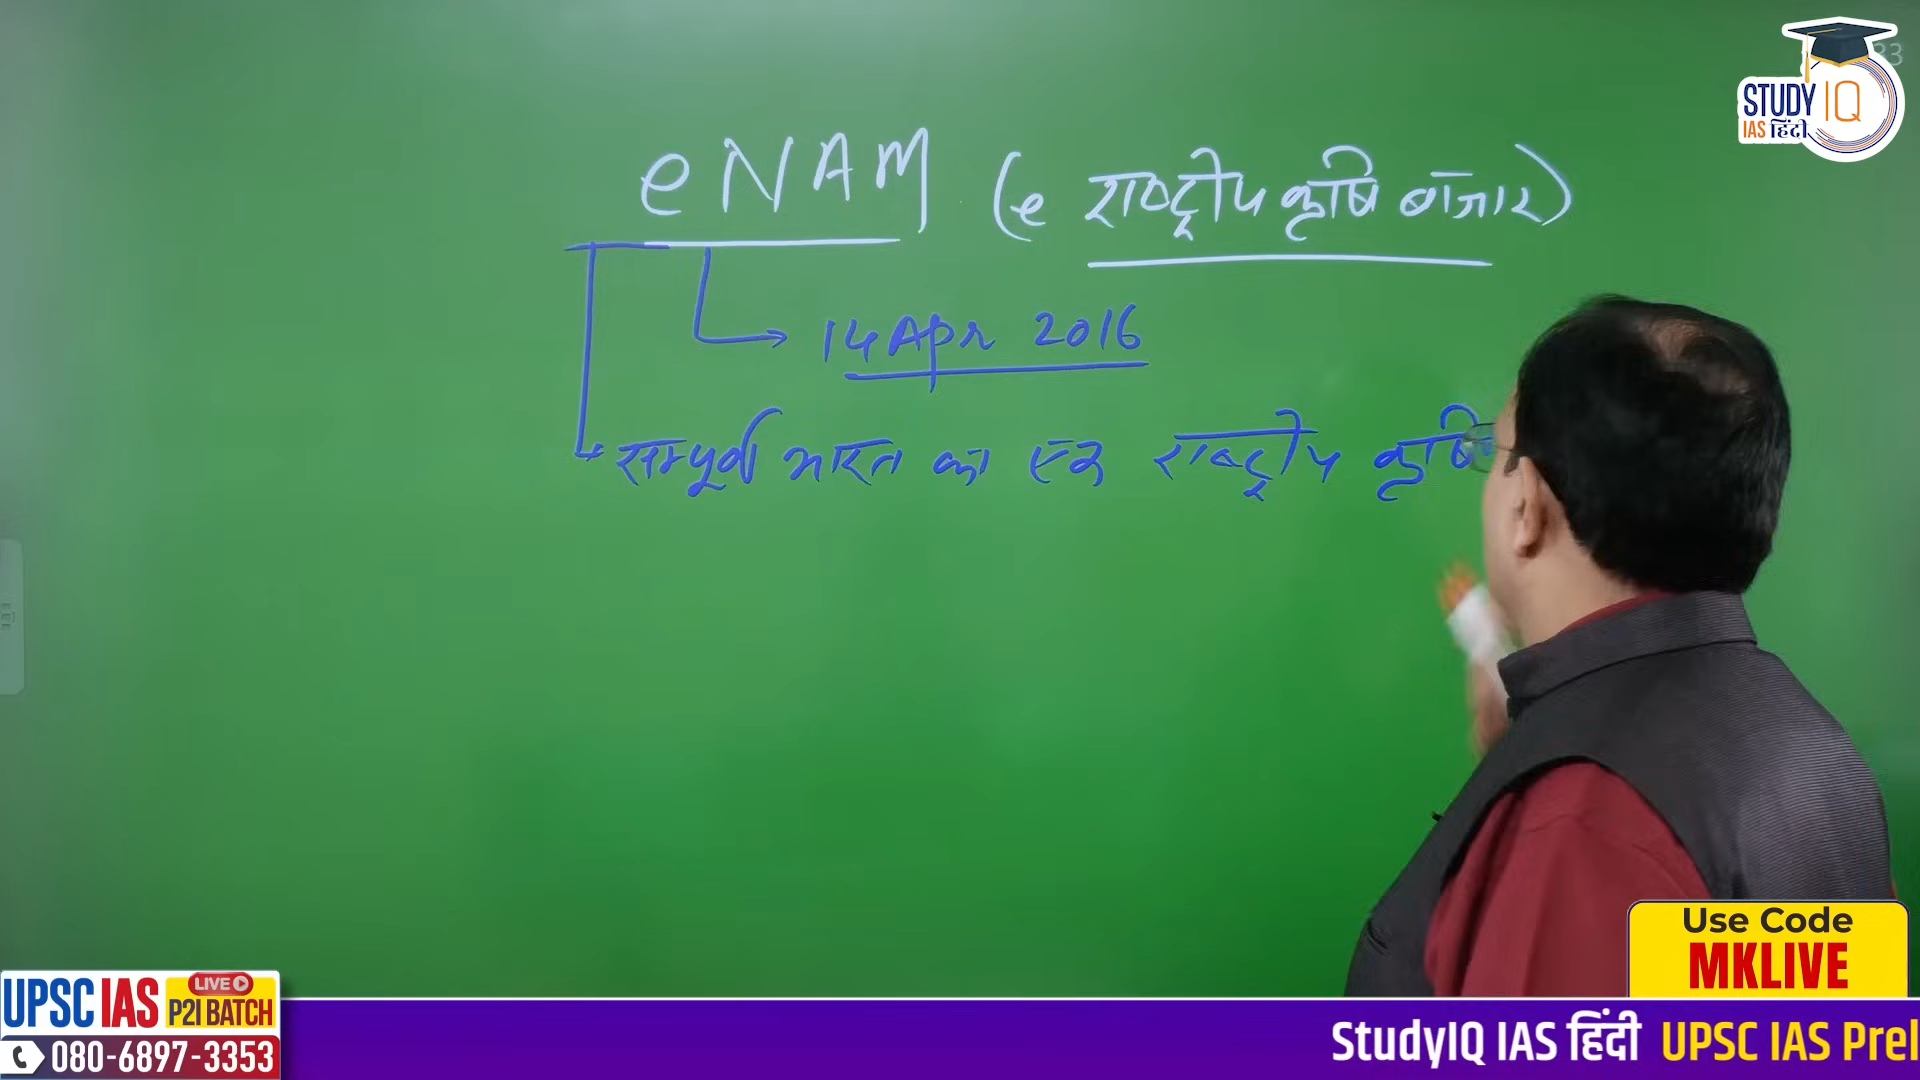 eNAM (e राष्ट्रीय कृषि बाजार)
14 Apr 2016
सम्पूर्ण भारत का एक राष्ट्रीय कृषि
STUDY IQ
IAS हिंदी
Use Code
MKLIVE
UPSC IAS LIVE P2I BATCH
080-6897-3353
StudyIQ IAS हिंदी UPSC IAS Prel